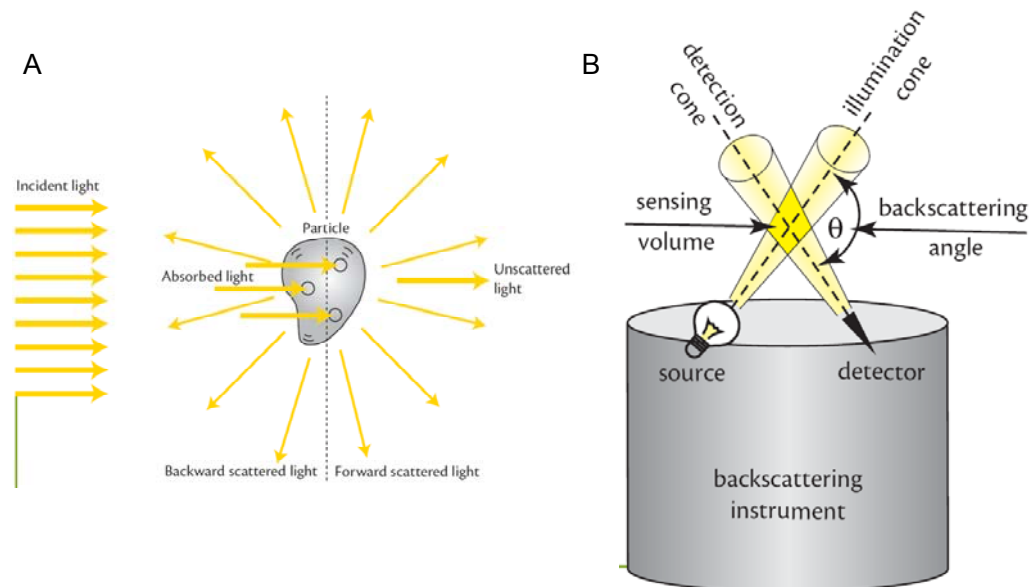 A
Incident light
Particle
Absorbed light
Unscattered
light
Backward scattered light
Forward scattered light
B
detection
cone
illumination
cone
sensing
volume
θ
backscattering
angle
source
detector
backscattering
instrument